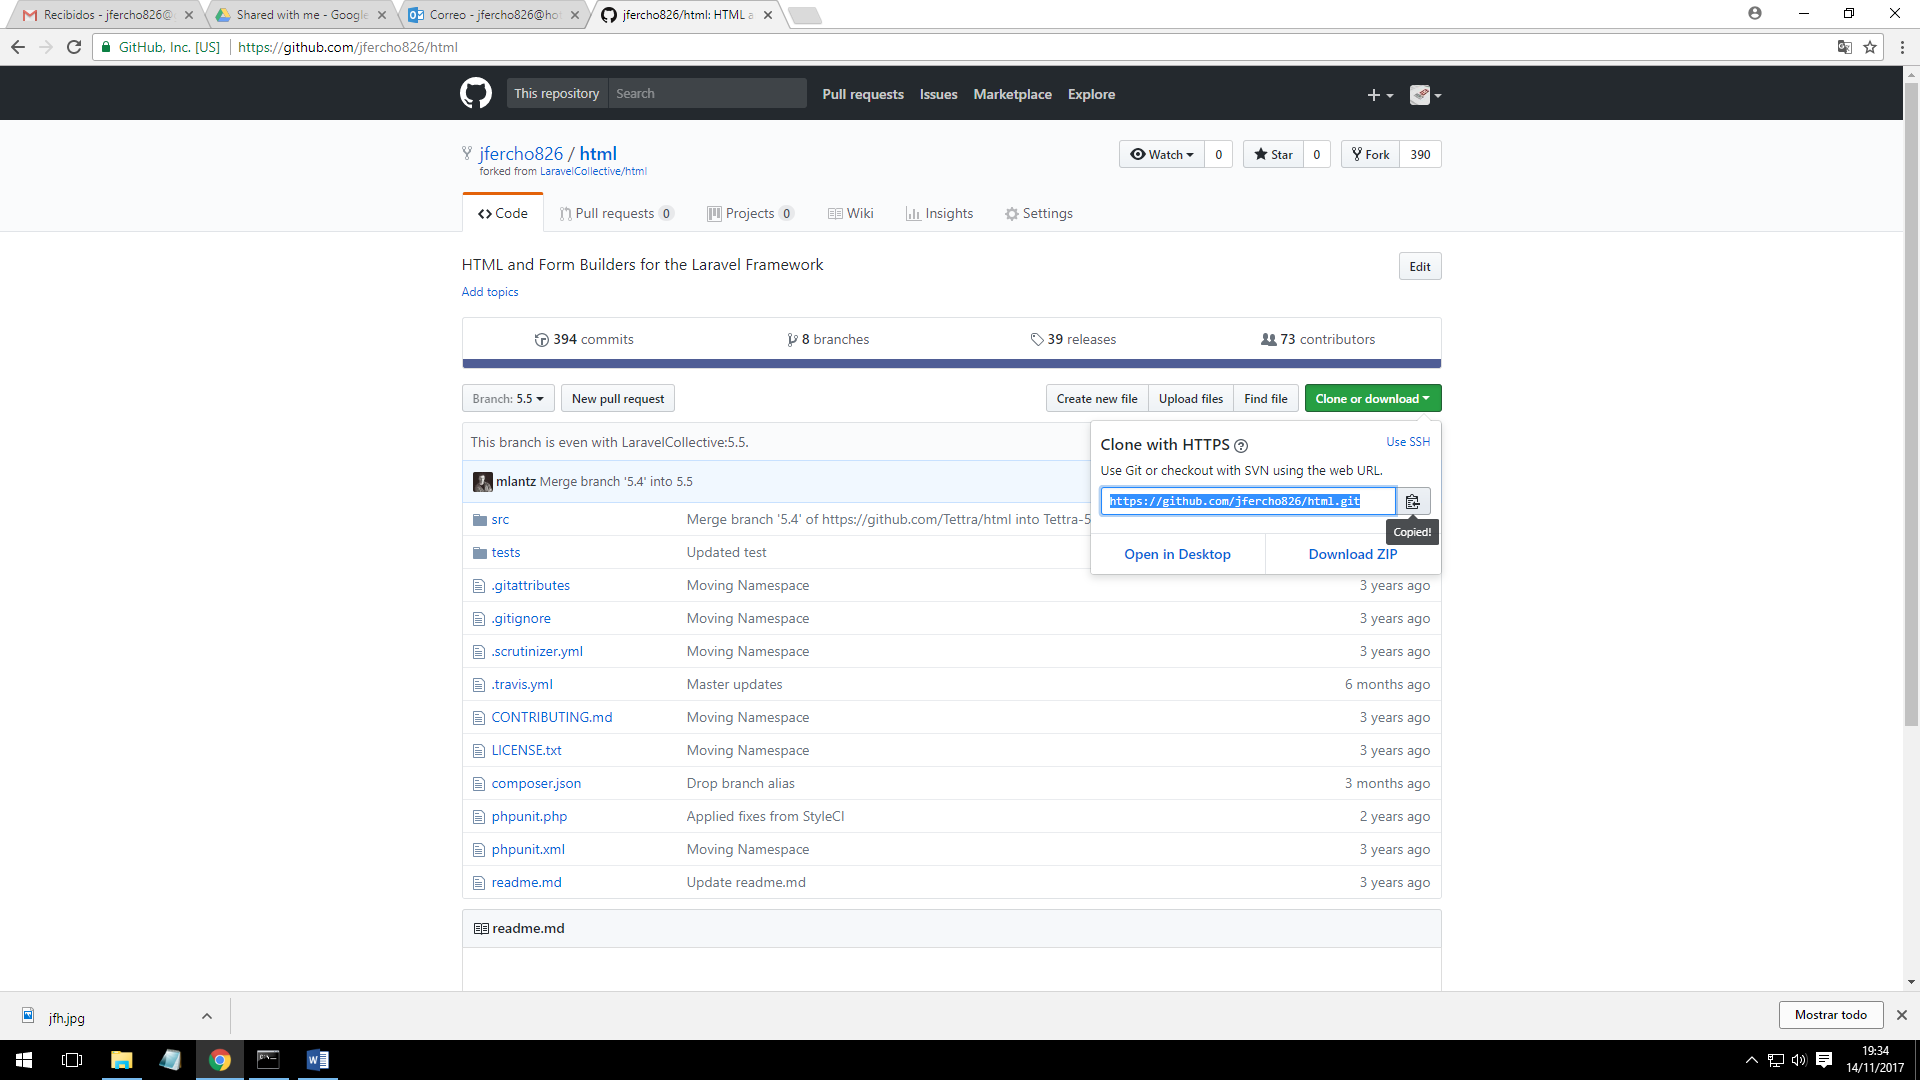 Recibidos - jfercho826@
Shared with me - Google
Correo - jfercho826@ho
jfercho826/html: HTML a
GitHub, Inc. [US] https://github.com/jfercho826/html
This repository Search Pull requests Issues Marketplace Explore
jfercho826 / html
forked from LaravelCollective/html
Watch 0 Star 0 Fork 390
Code Pull requests 0 Projects 0 Wiki Insights Settings
HTML and Form Builders for the Laravel Framework Edit
Add topics
394 commits 8 branches 39 releases 73 contributors
Branch: 5.5 New pull request Create new file Upload files Find file Clone or download
This branch is even with LaravelCollective:5.5.
Clone with HTTPS Use SSH
Use Git or checkout with SVN using the web URL.
https://github.com/jfercho826/html.git
Copied!
Open in Desktop Download ZIP
mlantz Merge branch '5.4' into 5.5
src Merge branch '5.4' of https://github.com/Tettra/html into Tettra-5
tests Updated test
.gitattributes Moving Namespace 3 years ago
.gitignore Moving Namespace 3 years ago
.scrutinizer.yml Moving Namespace 3 years ago
.travis.yml Master updates 6 months ago
CONTRIBUTING.md Moving Namespace 3 years ago
LICENSE.txt Moving Namespace 3 years ago
composer.json Drop branch alias 3 months ago
phpunit.php Applied fixes from StyleCI 2 years ago
phpunit.xml Moving Namespace 3 years ago
readme.md Update readme.md 3 years ago
readme.md
jfh.jpg Mostrar todo
19:34
14/11/2017